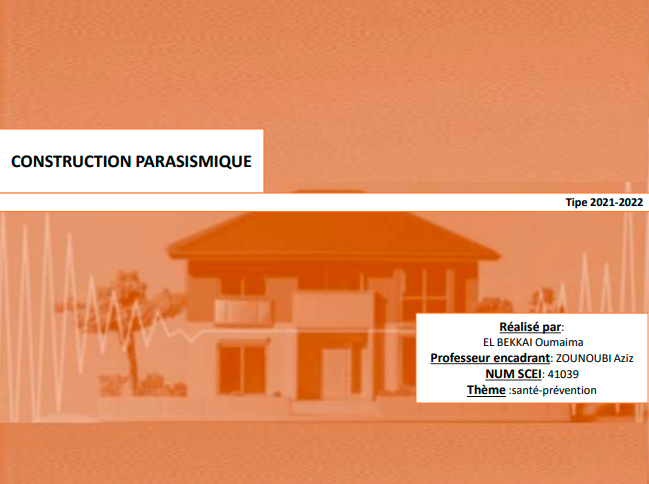 CONSTRUCTION PARASISMIQUE
Tipe 2021-2022
Réalisé par:
EL BEKKAI Oumaima
Professeur encadrant: ZOUNOUBI Aziz
NUM SCEI: 41039
Thème :santé-prévention